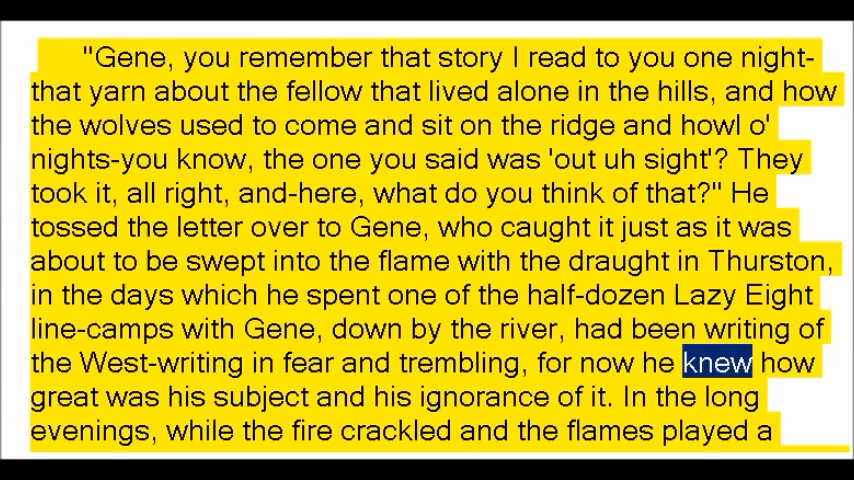 "Gene, you remember that story I read to you one night-
that yarn about the fellow that lived alone in the hills, and how
the wolves used to come and sit on the ridge and howl o'
nights-you know, the one you said was 'out uh sight'? They
took it, all right, and-here, what do you think of that?" He
tossed the letter over to Gene, who caught it just as it was
about to be swept into the flame with the draught in Thurston,
in the days which he spent one of the half-dozen Lazy Eight
line-camps with Gene, down by the river, had been writing of
the West-writing in fear and trembling, for now he knew how
great was his subject and his ignorance of it. In the long
evenings, while the fire crackled and the flames played a